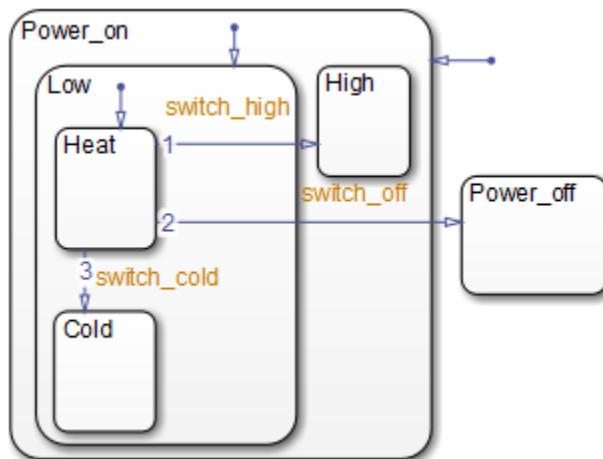 Power_on
Low
High
switch_high
Heat
1
switch_off
2
Power_off
3
switch_cold
Cold